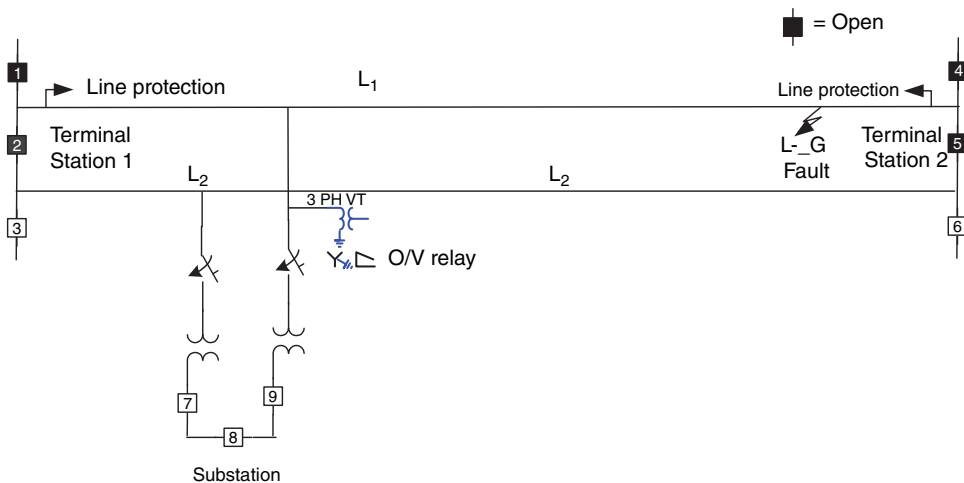 = Open
1
Line protection
L1
Line protection
4
2
Terminal
Station 1
L-_G
Fault
Terminal
Station 2
5
L2
L2
3
3 PH VT
6
O/V relay
7
9
8
Substation